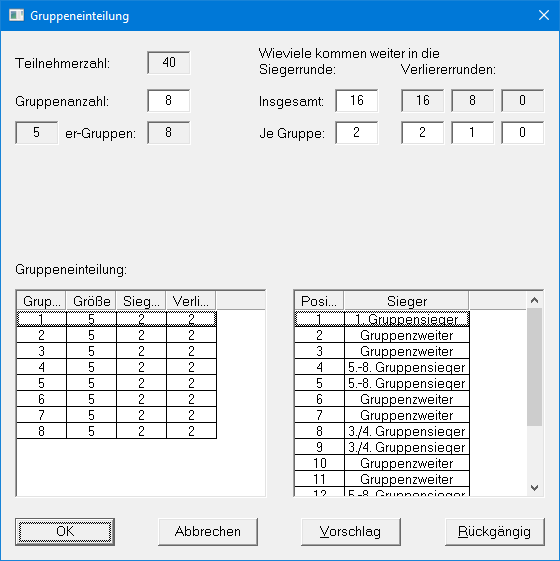 Gruppeneinteilung
Wieviele kommen weiter in die
Teilnehmerzahl: 40 Siegerrunde: Verliererrunden:
Gruppenanzahl: 8 Insgesamt: 16 16 8 0
5 er-Gruppen: 8 Je Gruppe: 2 2 1 0
Gruppeneinteilung:
Grup... Größe Sieg... Verli...
1 5 2 2
2 5 2 2
3 5 2 2
4 5 2 2
5 5 2 2
6 5 2 2
7 5 2 2
8 5 2 2
Posi... Sieger
1 1. Gruppensieger
2 Gruppenzweiter
3 Gruppenzweiter
4 5.-8. Gruppensieger
5 5.-8. Gruppensieger
6 Gruppenzweiter
7 Gruppenzweiter
8 3./4. Gruppensieger
9 3./4. Gruppensieger
10 Gruppenzweiter
11 Gruppenzweiter
12 5.-8. Gruppensieger
OK Abbrechen Vorschlag Rückgängig